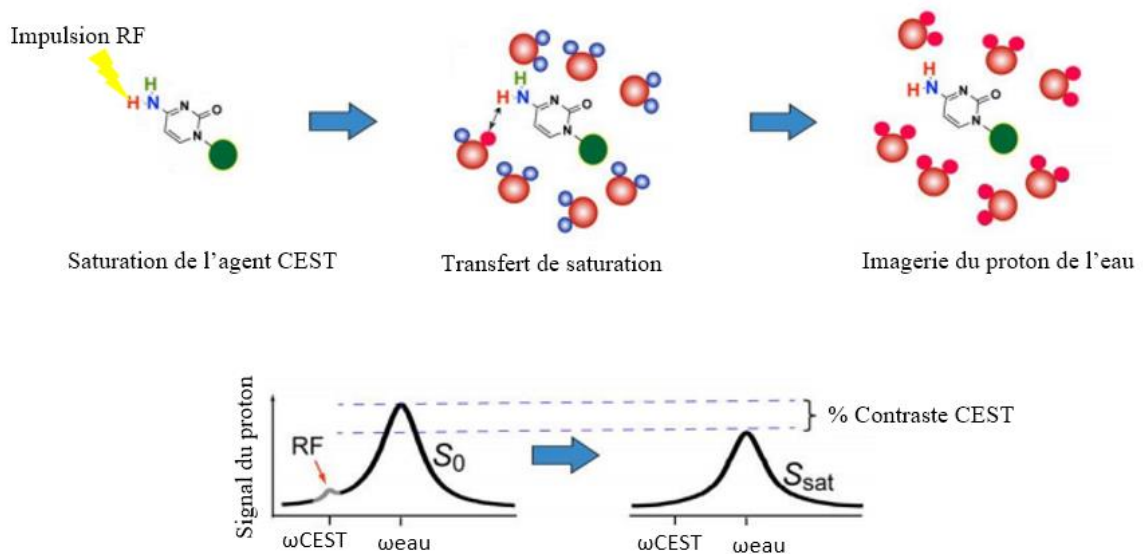 Impulsion RF
H
H N N O
N
H
H N N O
N
H
H N N O
N
Saturation de l’agent CEST
Transfert de saturation
Imagerie du proton de l’eau
Signal du proton
RF
S0
Ssat
% Contraste CEST
ωCEST
ωeau
ωCEST
ωeau